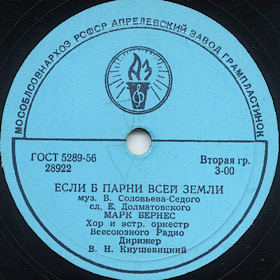 МОСОБЛСОВНАРХОЗ РСФСР АПРЕЛЕВСКИЙ ЗАВОД ГРАМПЛАСТИНОК
АЗ
ГОСТ 5289-56
28922
Вторая гр.
3-00
ЕСЛИ Б ПАРНИ ВСЕЙ ЗЕМЛИ
муз. В. Соловьева-Седого
сл. Е. Долматовского
МАРК БЕРНЕС
Хор и эстр. оркестр
Всесоюзного Радио
Дирижер
В. Н. Кнушевицкий